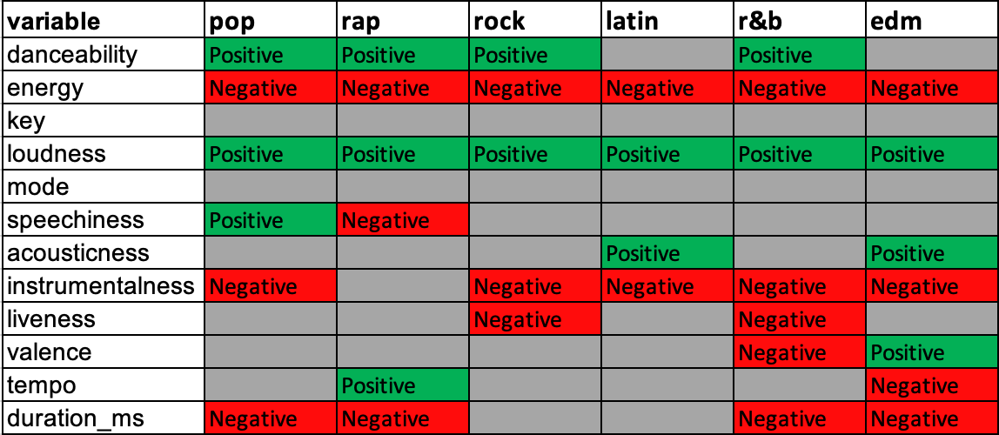 variable pop rap rock latin r&b edm
danceability Positive Positive Positive Positive
energy Negative Negative Negative Negative Negative Negative
key
loudness Positive Positive Positive Positive Positive Positive
mode
speechiness Positive Negative
acousticness Positive Positive
instrumentalness Negative Negative Negative Negative Negative
liveness Negative Negative
valence Negative Positive
tempo Positive Negative
duration_ms Negative Negative Negative Negative